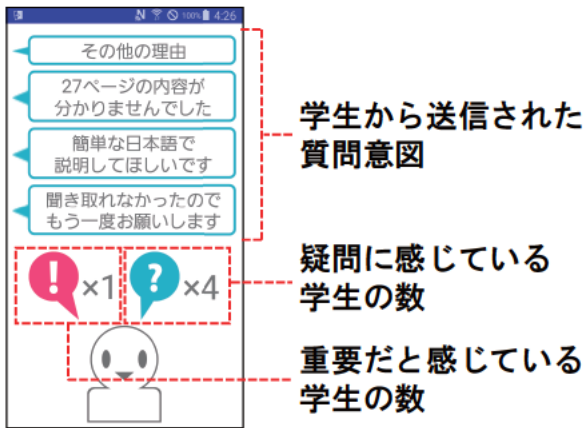 100% 4:26
その他の理由
27ページの内容が
分かりませんでした
簡単な日本語で
説明してほしいです
聞き取れなかったので
もう一度お願いします
! ×1 ? ×4
学生から送信された
質問意図
疑問に感じている
学生の数
重要だと感じている
学生の数